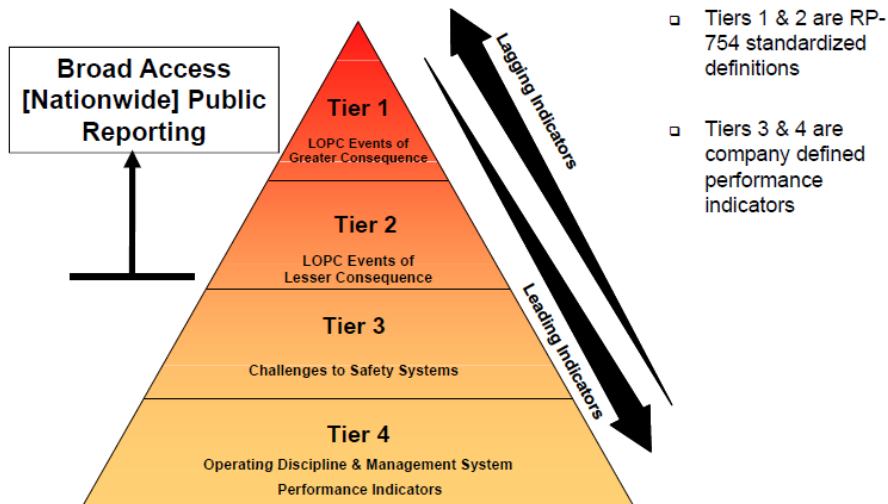 Broad Access
[Nationwide] Public
Reporting
Tier 1
LOPC Events of
Greater Consequence
Tier 2
LOPC Events of
Lesser Consequence
Tier 3
Challenges to Safety Systems
Tier 4
Operating Discipline & Management System
Performance Indicators
Lagging Indicators
Leading Indicators
Tiers 1 & 2 are RP-
754 standardized
definitions
Tiers 3 & 4 are
company defined
performance
indicators